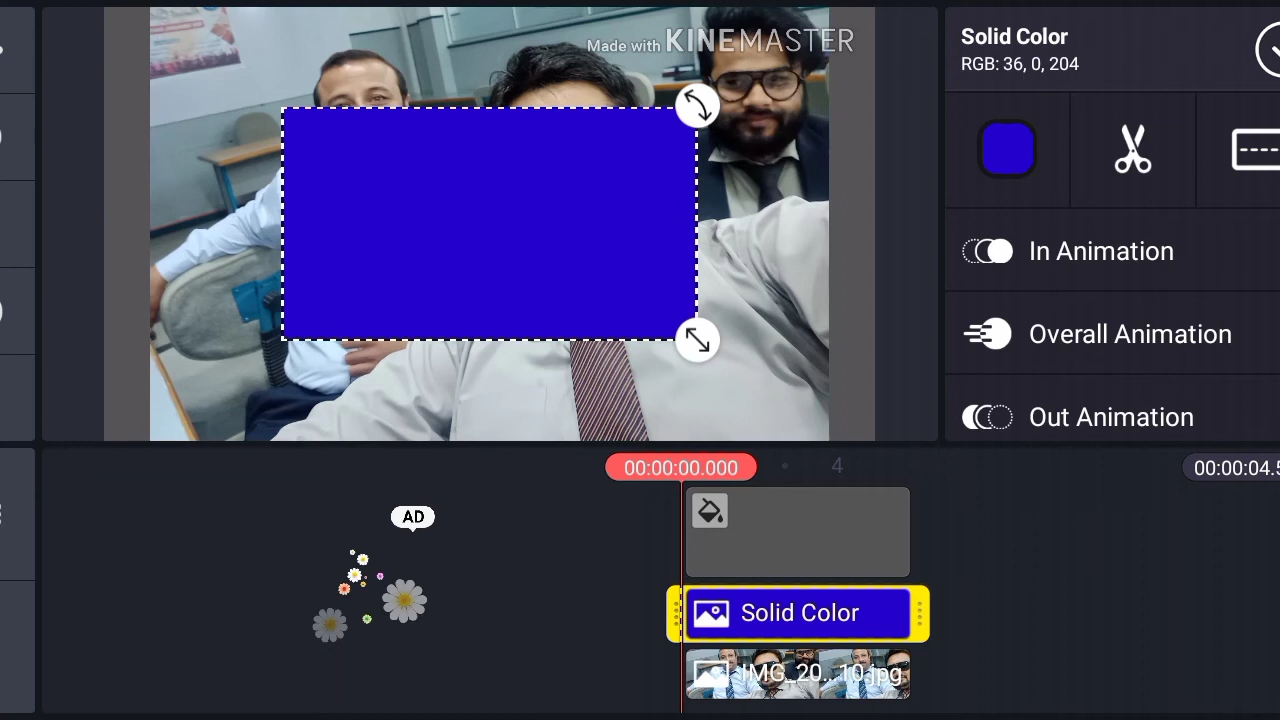 Made with KINEMASTER
Solid Color
RGB: 36, 0, 204
In Animation
Overall Animation
Out Animation
00:00:00.000
4
00:00:04.5
AD
Solid Color
IMG_20...10.jpg